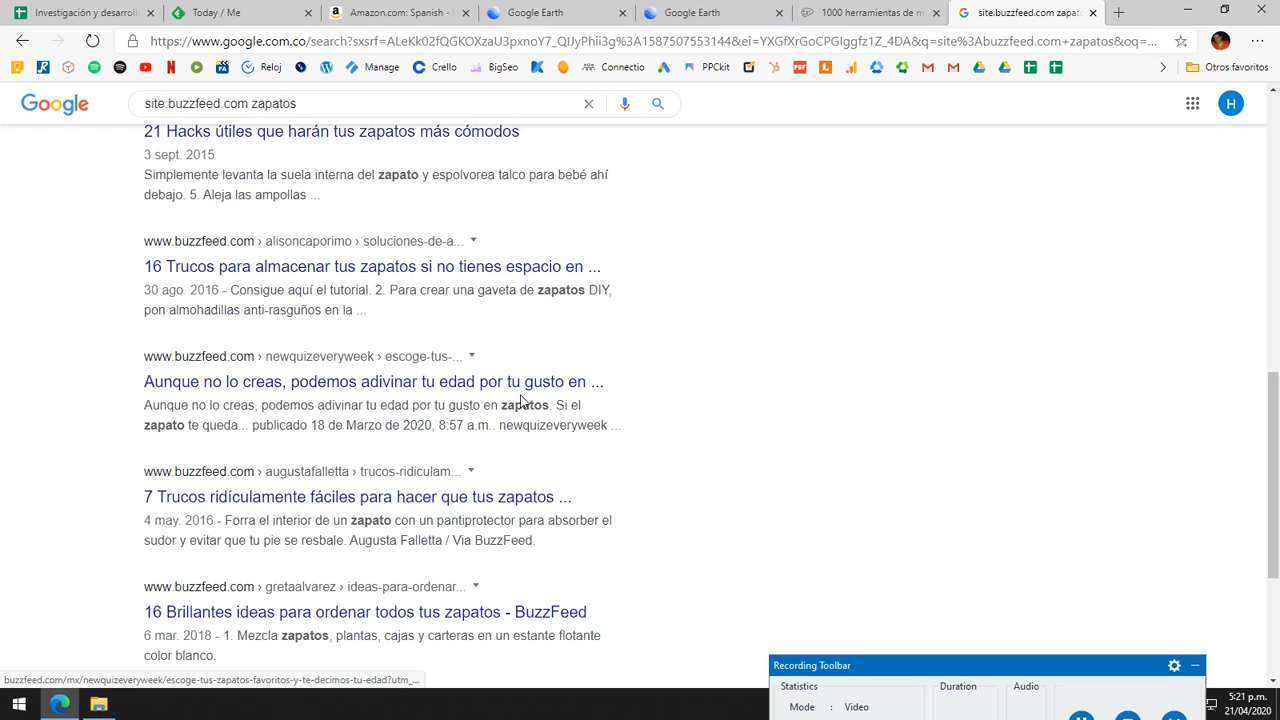 Investigación y desarroll
Today / Me
Amazon.com: Spanish -
Google Earth
Google Earth
1000 herramientas de m
site:buzzfeed.com zapat
https://www.google.com.co/search?sxsrf=
Reloj
Manage
Crello
BigSeo
Connectio
PPCkit
Otros favoritos
Google
site:buzzfeed.com zapatos
H
21 Hacks útiles que harán tus zapatos más cómodos
3 sept. 2015
Simplemente levanta la suela interna del zapato y espolvorea talco para bebé ahí
debajo. 5. Aleja las ampollas ...
www.buzzfeed.com › alisoncaporimo › soluciones-de-a...
16 Trucos para almacenar tus zapatos si no tienes espacio en ...
30 ago. 2016 - Consigue aquí el tutorial. 2. Para crear una gaveta de zapatos DIY,
pon almohadillas anti-rasguños en la ...
www.buzzfeed.com › newquizeveryweek › escoge-tus-...
Aunque no lo creas, podemos adivinar tu edad por tu gusto en ...
Aunque no lo creas, podemos adivinar tu edad por tu gusto en zapatos. Si el
zapato te queda... publicado 18 de Marzo de 2020, 8:57 a.m.. newquizeveryweek ...
www.buzzfeed.com › augustafalletta › trucos-ridiculam...
7 Trucos ridículamente fáciles para hacer que tus zapatos ...
4 may. 2016 - Forra el interior de un zapato con un pantiprotector para absorber el
sudor y evitar que tu pie se resbale. Augusta Falletta / Via BuzzFeed.
www.buzzfeed.com › gretaalvarez › ideas-para-ordenar...
16 Brillantes ideas para ordenar todos tus zapatos - BuzzFeed
6 mar. 2018 - 1. Mezcla zapatos, plantas, cajas y carteras en un estante flotante
color blanco.
buzzfeed.com/mx/newquizeveryweek/escoge-tus-zapatos-favoritos-y-te-decimos-tu-edad?utm_...
Recording Toolbar
Statistics
Duration
Audio
Mode : Video
5:21 p.m.
21/04/2020